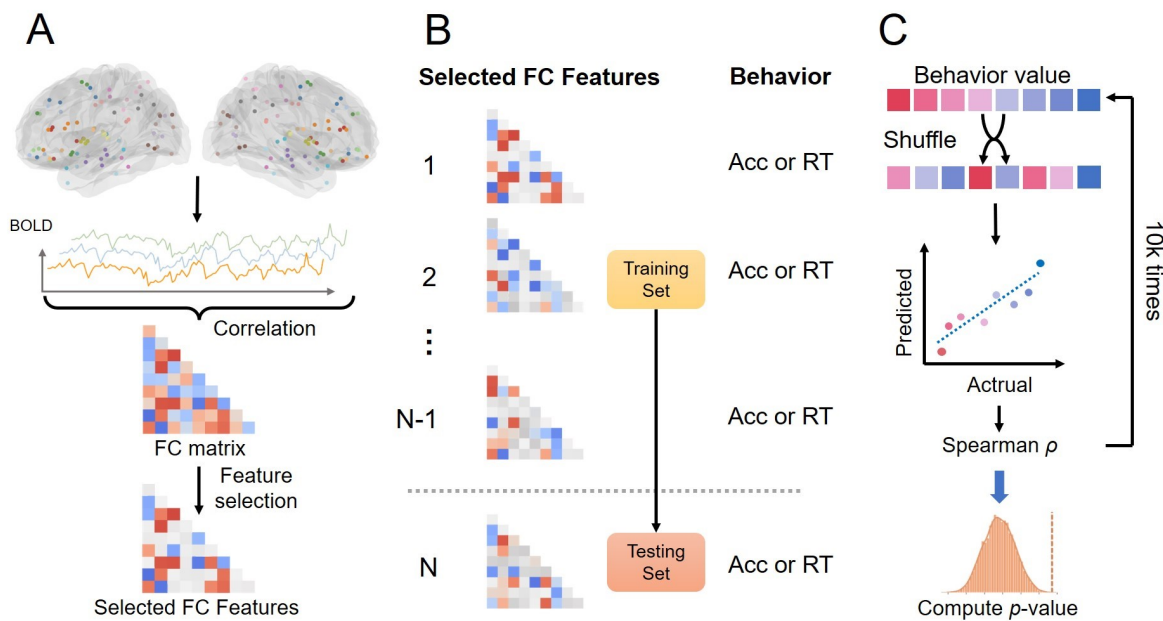 A
BOLD
Correlation
FC matrix
Feature
selection
Selected FC Features
B
Selected FC Features
Behavior
1
Acc or RT
2
Training
Set
Acc or RT
...
N-1
Acc or RT
N
Testing
Set
Acc or RT
C
Behavior value
Shuffle
10k times
Predicted
Actrual
Spearman ρ
Compute p-value